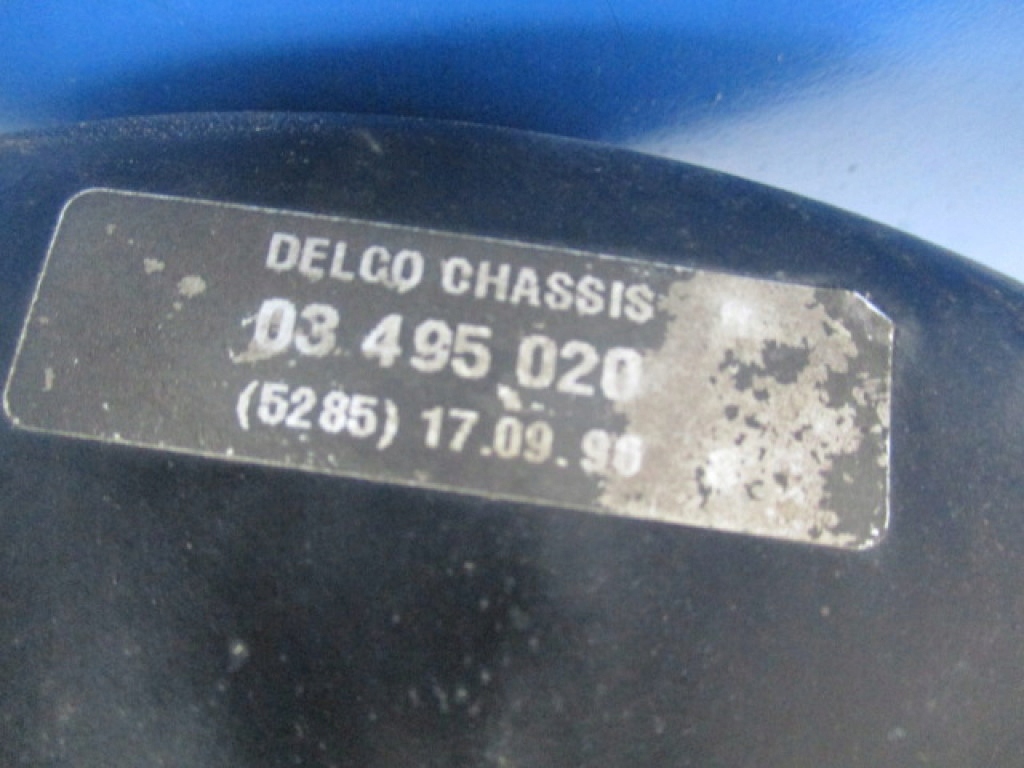 DELCO CHASSIS
03 495 020
(5285) 17.09.96